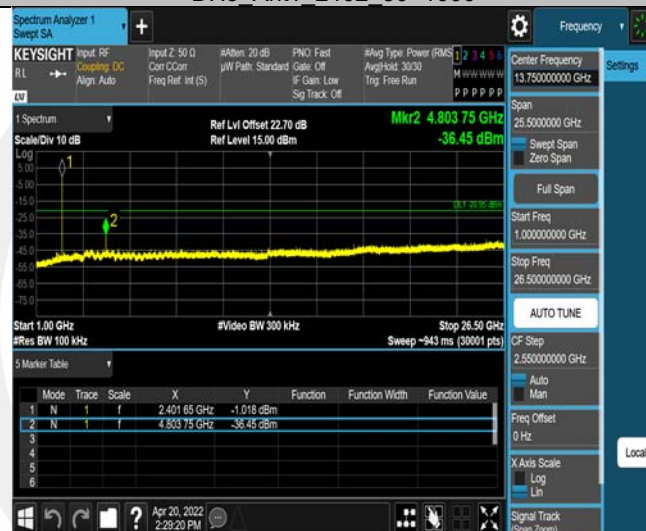 Spectrum Analyzer 1
Swept SA
+
Frequency
KEYSIGHT
RL
Input: RF
Coupling: DC
Align: Auto
Input Z: 50 Ω
Corr CCorr
Freq Ref: Int (S)
#Atten: 20 dB
µW Path: Standard
PNO: Fast
Gate: Off
IF Gain: Low
Sig Track: Off
#Avg Type: Power (RMS)
Avg|Hold: 30/30
Trig: Free Run
1 2 3 4 5 6
M W W W W W
P P P P P P
1 Spectrum
Scale/Div 10 dB
Log
Ref Lvl Offset 22.70 dB
Ref Level 15.00 dBm
Mkr2 4.803 75 GHz
-36.45 dBm
5.00
-5.00
-15.0
-25.0
-35.0
-45.0
-55.0
-65.0
-75.0
1
2
DL1 -20.95 dBm
Start 1.00 GHz
#Res BW 100 kHz
#Video BW 300 kHz
Stop 26.50 GHz
Sweep ~943 ms (30001 pts)
5 Marker Table
Mode Trace Scale X Y Function Function Width Function Value
1 N 1 f 2.401 65 GHz -1.018 dBm
2 N 1 f 4.803 75 GHz -36.45 dBm
3
4
5
6
Apr 20, 2022
2:29:20 PM
Center Frequency
13.750000000 GHz
Settings
Span
25.5000000 GHz
Swept Span
Zero Span
Full Span
Start Freq
1.000000000 GHz
Stop Freq
26.500000000 GHz
AUTO TUNE
CF Step
2.550000000 GHz
Auto
Man
Freq Offset
0 Hz
Local
X Axis Scale
Log
Lin
Signal Track
(Span Zoom)